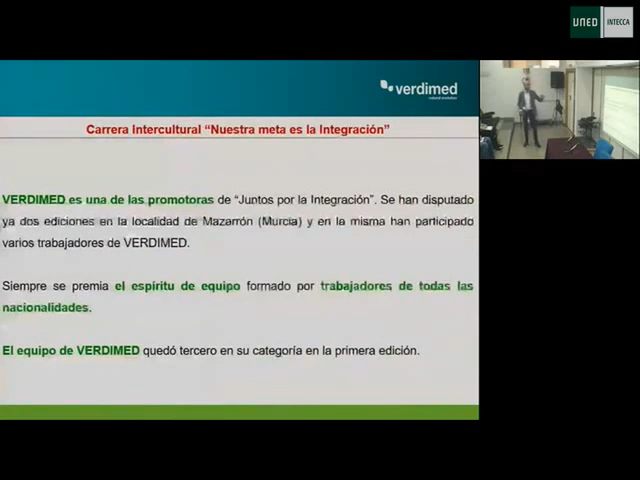 UNED
INTECCA
verdimed
Carrera Intercultural “Nuestra meta es la Integración”
VERDIMED es una de las promotoras de “Juntos por la Integración”. Se han disputado
ya dos ediciones en la localidad de Mazarrón (Murcia) y en la misma han participado
varios trabajadores de VERDIMED.
Siempre se premia el espíritu de equipo formado por trabajadores de todas las
nacionalidades.
El equipo de VERDIMED quedó tercero en su categoría en la primera edición.